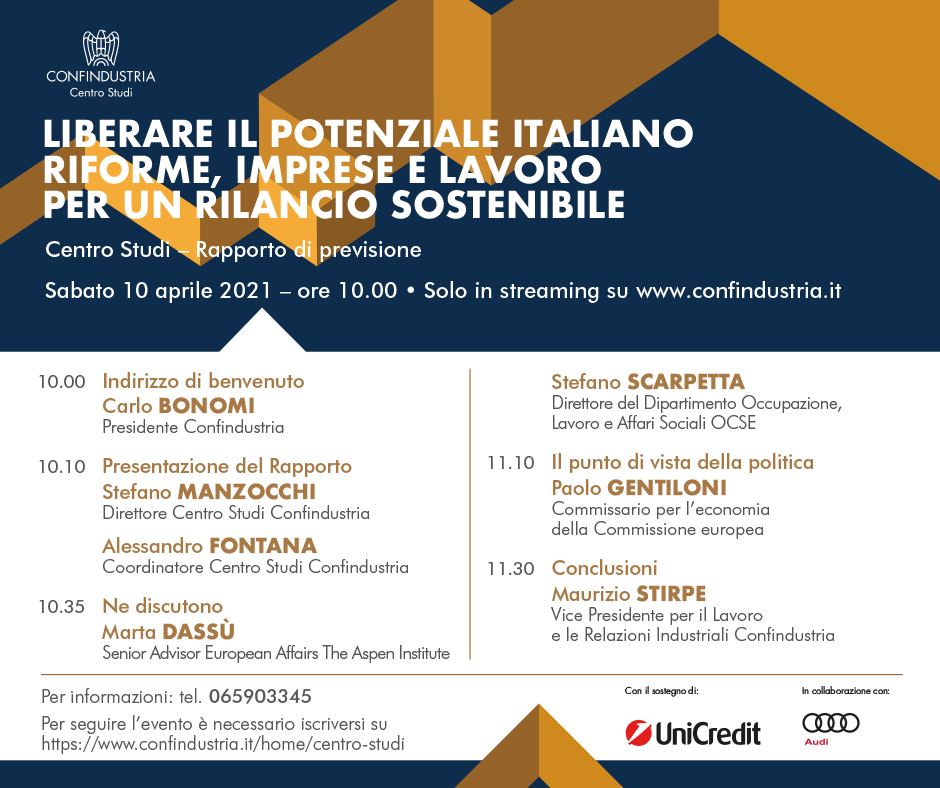 CONFINDUSTRIA
Centro Studi
LIBERARE IL POTENZIALE ITALIANO
RIFORME, IMPRESE E LAVORO
PER UN RILANCIO SOSTENIBILE
Centro Studi – Rapporto di previsione
Sabato 10 aprile 2021 – ore 10.00 • Solo in streaming su www.confindustria.it
10.00 Indirizzo di benvenuto
Carlo BONOMI
Presidente Confindustria
10.10 Presentazione del Rapporto
Stefano MANZOCCHI
Direttore Centro Studi Confindustria
Alessandro FONTANA
Coordinatore Centro Studi Confindustria
10.35 Ne discutono
Marta DASSÙ
Senior Advisor European Affairs The Aspen Institute
Stefano SCARPETTA
Direttore del Dipartimento Occupazione,
Lavoro e Affari Sociali OCSE
11.10 Il punto di vista della politica
Paolo GENTILONI
Commissario per l'economia
della Commissione europea
11.30 Conclusioni
Maurizio STIRPE
Vice Presidente per il Lavoro
e le Relazioni Industriali Confindustria
Per informazioni: tel. 065903345
Per seguire l'evento è necessario iscriversi su
https://www.confindustria.it/home/centro-studi
Con il sostegno di:
UniCredit
In collaborazione con:
Audi